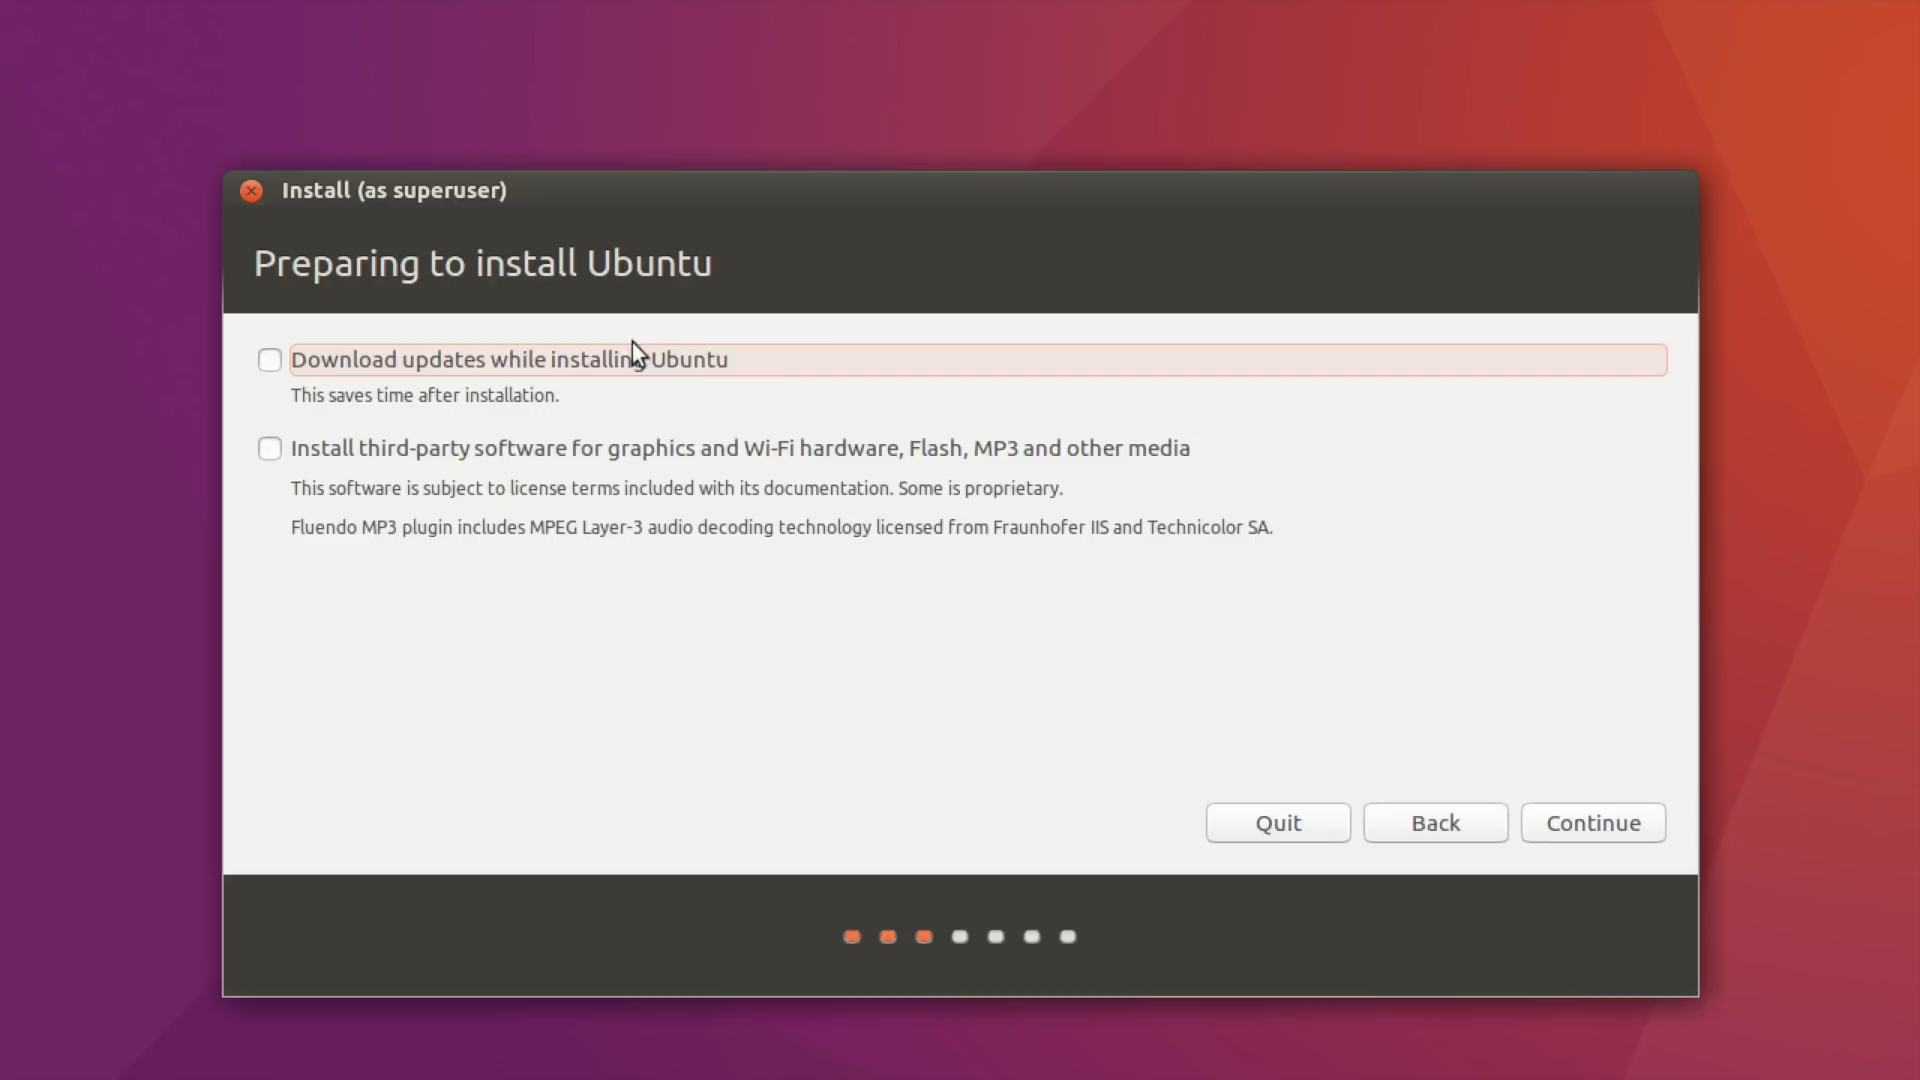 Install (as superuser)
Preparing to install Ubuntu
Download updates while installing Ubuntu
This saves time after installation.
Install third-party software for graphics and Wi-Fi hardware, Flash, MP3 and other media
This software is subject to license terms included with its documentation. Some is proprietary.
Fluendo MP3 plugin includes MPEG Layer-3 audio decoding technology licensed from Fraunhofer IIS and Technicolor SA.
Quit Back Continue